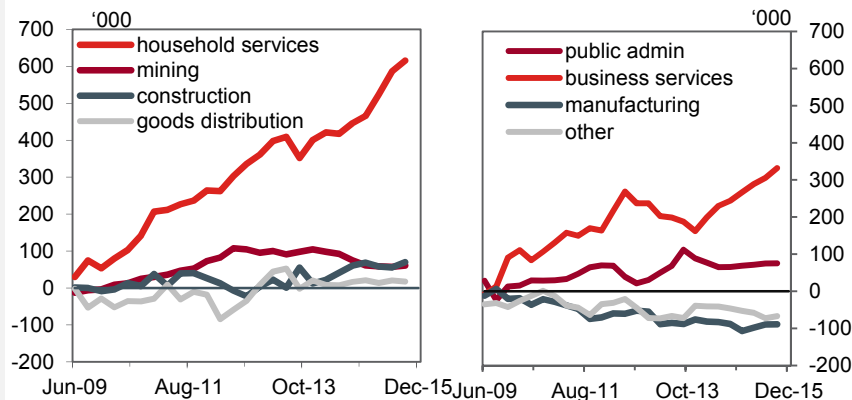 '000
700
600
500
400
300
200
100
0
-100
-200
household services
mining
construction
goods distribution
Jun-09
Aug-11
Oct-13
Dec-15
'000
700
600
500
400
300
200
100
0
-100
-200
public admin
business services
manufacturing
other
Jun-09
Aug-11
Oct-13
Dec-15